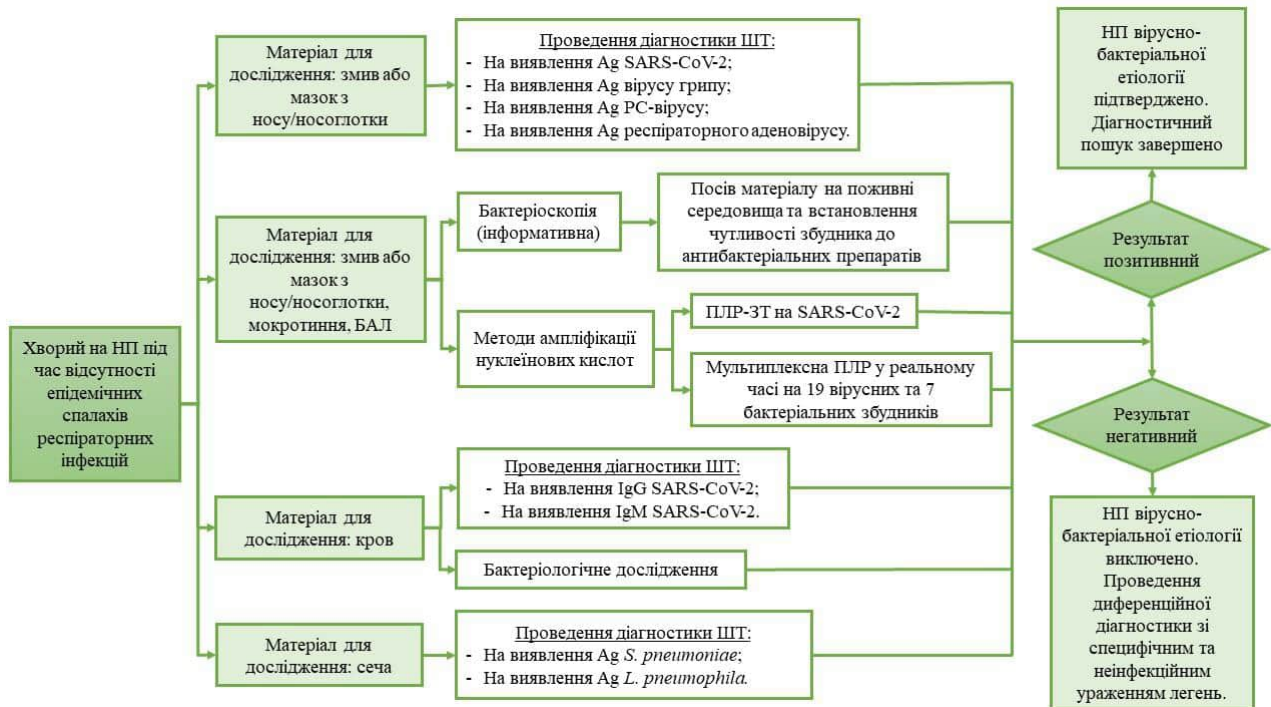 Хворий на НП під
час відсутності
епідемічних
спалахів
респіраторних
інфекцій
Матеріал для
дослідження: змив або
мазок з
носу/носоглотки
Проведення діагностики ШТ:
- На виявлення Ag SARS-CoV-2;
- На виявлення Ag вірусу грипу;
- На виявлення Ag РС-вірусу;
- На виявлення Ag респіраторного аденовірусу.
Матеріал для
дослідження: змив або
мазок з
носу/носоглотки,
мокротиння, БАЛ
Бактеріоскопія
(інформативна)
Посів матеріалу на поживні
середовища та встановлення
чутливості збудника до
антибактеріальних препаратів
Методи ампліфікації
нуклеїнових кислот
ПЛР-ЗТ на SARS-CoV-2
Мультиплексна ПЛР у реальному
часі на 19 вірусних та 7
бактеріальних збудників
Матеріал для
дослідження: кров
Проведення діагностики ШТ:
- На виявлення IgG SARS-CoV-2;
- На виявлення IgM SARS-CoV-2.
Бактеріологічне дослідження
Матеріал для
дослідження: сеча
Проведення діагностики ШТ:
- На виявлення Ag S. pneumoniae;
- На виявлення Ag L. pneumophila.
НП вірусно-
бактеріальної
етіології
підтверджено.
Діагностичний
пошук завершено
Результат
позитивний
Результат
негативний
НП вірусно-
бактеріальної етіології
виключено.
Проведення
диференційної
діагностики зі
специфічним та
неінфекційним
ураженням легень.